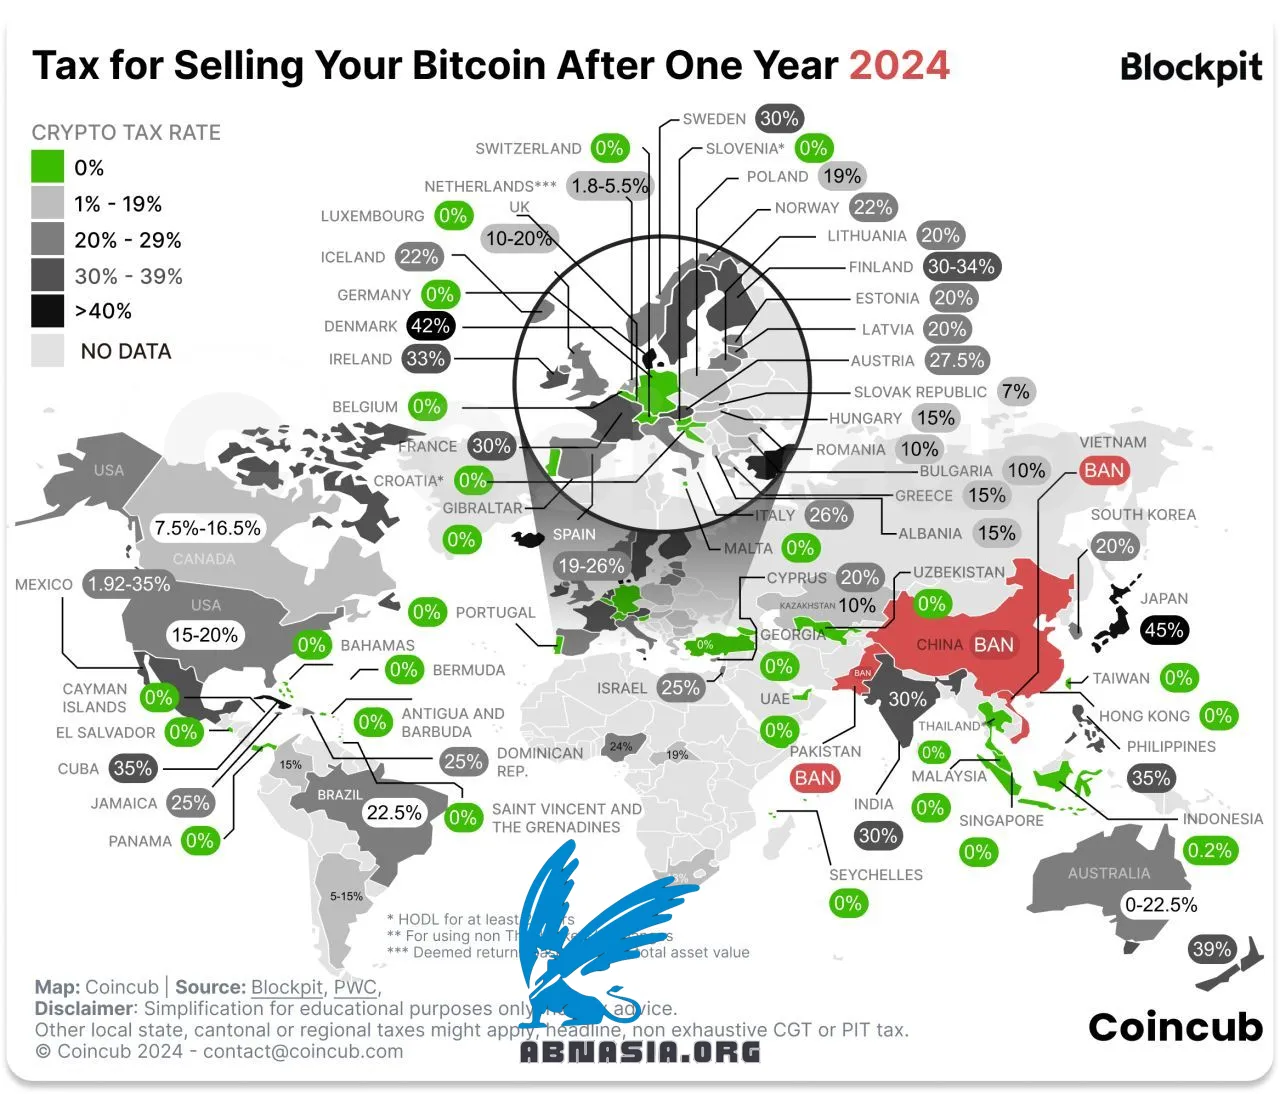 Tax for Selling Your Bitcoin After One Year 2024
Blockpit
CRYPTO TAX RATE
0%
1% - 19%
20% - 29%
30% - 39%
>40%
NO DATA
SWEDEN 30%
SWITZERLAND 0%
SLOVENIA* 0%
NETHERLANDS*** 1.8-5.5%
POLAND 19%
LUXEMBOURG 0%
UK
10-20%
NORWAY 22%
LITHUANIA 20%
ICELAND 22%
FINLAND 30-34%
GERMANY 0%
ESTONIA 20%
DENMARK 42%
LATVIA 20%
IRELAND 33%
AUSTRIA 27.5%
SLOVAK REPUBLIC 7%
BELGIUM 0%
HUNGARY 15%
FRANCE 30%
ROMANIA 10%
CROATIA* 0%
BULGARIA 10%
GREECE 15%
GIBRALTAR
0%
ITALY 26%
SPAIN
19-26%
ALBANIA 15%
MALTA 0%
VIETNAM
BAN
SOUTH KOREA
20%
USA
7.5%-16.5%
CANADA
MEXICO 1.92-35%
USA
15-20%
CYPRUS 20%
UZBEKISTAN
0%
KAZAKHSTAN 10%
JAPAN
45%
0% PORTUGAL
0%
GEORGIA
0%
CHINA BAN
BAN
0% BAHAMAS
0% BERMUDA
ISRAEL 25%
UAE
0%
30%
TAIWAN 0%
CAYMAN
ISLANDS 0%
EL SALVADOR 0%
0% ANTIGUA AND
BARBUDA
HONG KONG 0%
THAILAND
0%
CUBA 35%
25% DOMINICAN
REP.
24%
19%
PAKISTAN
BAN
PHILIPPINES
35%
MALAYSIA
0%
JAMAICA 25%
15%
BRAZIL
22.5%
0% SAINT VINCENT AND
THE GRENADINES
INDIA
30%
SINGAPORE
0%
INDONESIA
0.2%
PANAMA 0%
SEYCHELLES
0%
AUSTRALIA
0-22.5%
5-15%
39%
* HODL for at least
** For using non
*** Deemed return total asset value
Map: Coincub | Source: Blockpit, PWC,
Disclaimer: Simplification for educational purposes only advice.
Other local state, cantonal or regional taxes might apply, headline, non exhaustive CGT or PIT tax.
© Coincub 2024 - contact@coincub.com
Coincub
ABNASIA.ORG